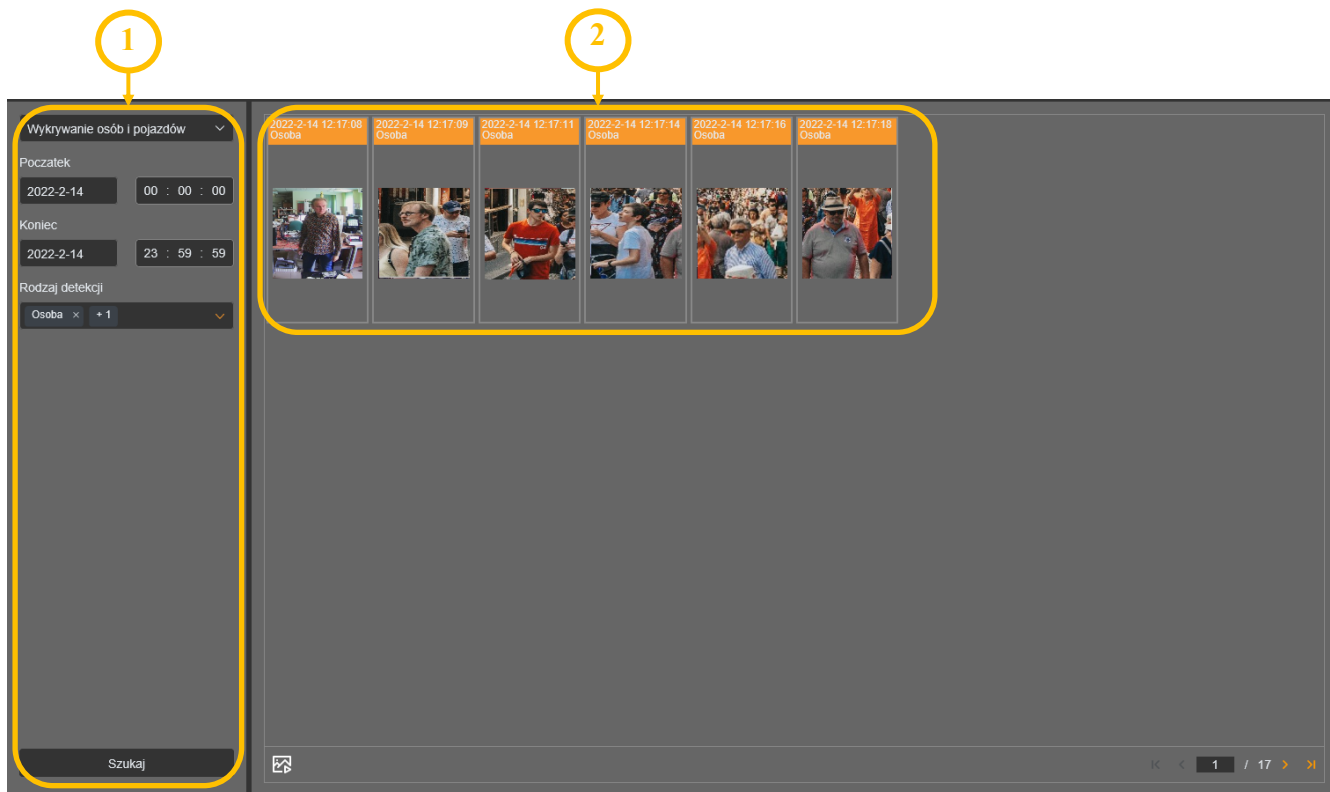 1
2
Wykrywanie osób i pojazdów
Poczatek
2022-2-14 00 : 00 : 00
Koniec
2022-2-14 23 : 59 : 59
Rodzaj detekcji
Osoba × + 1
Szukaj
2022-2-14 12:17:08
Osoba
2022-2-14 12:17:09
Osoba
2022-2-14 12:17:11
Osoba
2022-2-14 12:17:14
Osoba
2022-2-14 12:17:16
Osoba
2022-2-14 12:17:18
Osoba
1 / 17